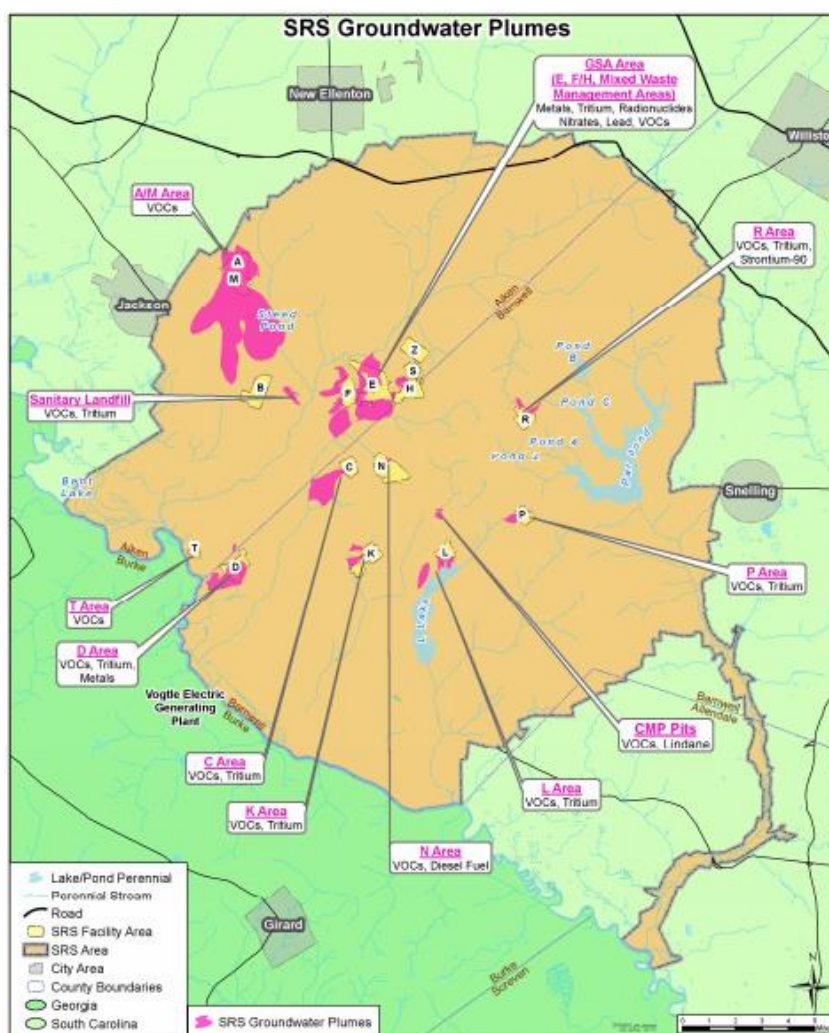 SRS Groundwater Plumes
GSA Area
(E, F/H, Mixed Waste
Management Areas)
Metals, Tritium, Radionuclides
Nitrates, Lead, VOCs
New Ellenton
Williston
A/M Area
VOCs
R Area
VOCs, Tritium,
Strontium-90
A
M
Jackson
Steed
Pond
Aiken
Barnwell
Pond
B
Z
S
E
H
F
B
Sanitary Landfill
VOCs, Tritium
Pond C
R
Pond 4
Par Pond
C
N
Snelling
Lake
P
Aiken
Burke
T
D
K
L
L Lake
T Area
VOCs
P Area
VOCs, Tritium
D Area
VOCs, Tritium,
Metals
Vogtle Electric
Generating
Plant
Barnwell
Burke
Barnwell
Allendale
CMP Pits
VOCs, Lindane
C Area
VOCs, Tritium
L Area
VOCs, Tritium
K Area
VOCs, Tritium
N Area
VOCs, Diesel Fuel
Lake/Pond Perennial
Perennial Stream
Road
SRS Facility Area
SRS Area
City Area
County Boundaries
Georgia
South Carolina
SRS Groundwater Plumes
Girard
Burke
Screven
N